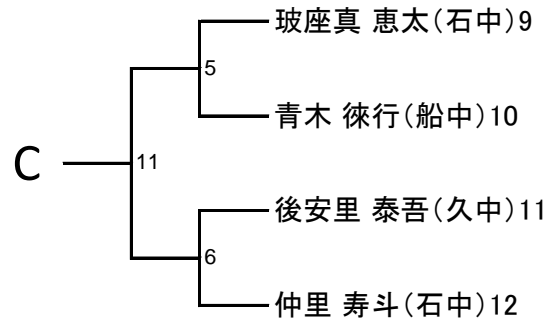 玻座真 恵太(石中)9
5
青木 徠行(船中)10
C
11
後安里 泰吾(久中)11
6
仲里 寿斗(石中)12